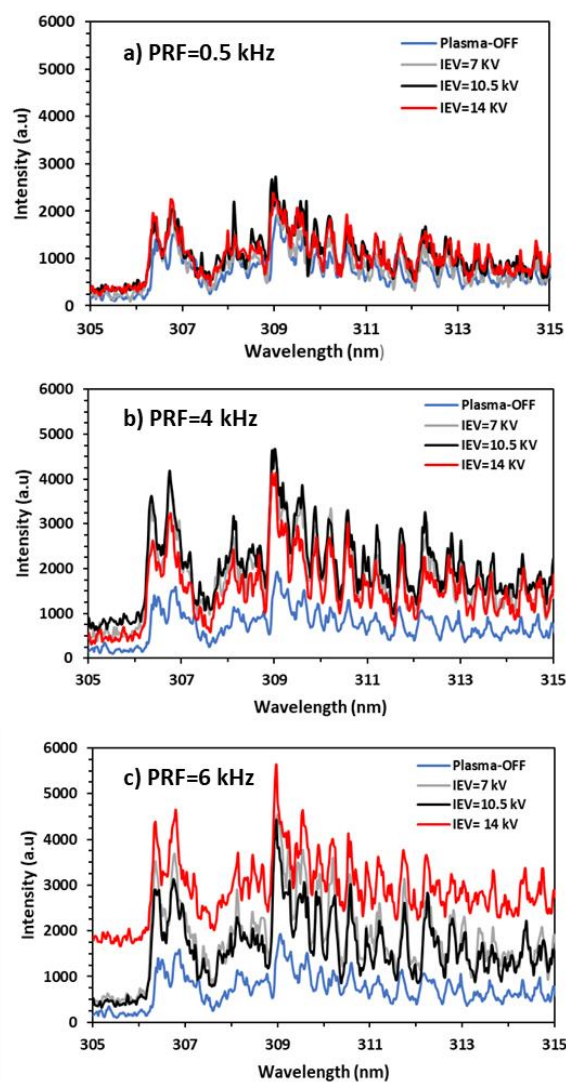 a) PRF=0.5 kHz
Plasma-OFF
IEV=7 KV
IEV=10.5 kV
IEV=14 KV
6000
5000
4000
3000
2000
1000
0
Intensity (a.u)
305
307
309
311
313
315
Wavelength (nm)
b) PRF=4 kHz
Plasma-OFF
IEV=7 KV
IEV=10.5 KV
IEV=14 KV
6000
5000
4000
3000
2000
1000
0
Intensity (a.u)
305
307
309
311
313
315
Wavelength (nm)
c) PRF=6 kHz
Plasma-OFF
IEV=7 kV
IEV=10.5 kV
IEV= 14 kV
6000
5000
4000
3000
2000
1000
0
Intensity (a.u)
305
307
309
311
313
315
Wavelength (nm)